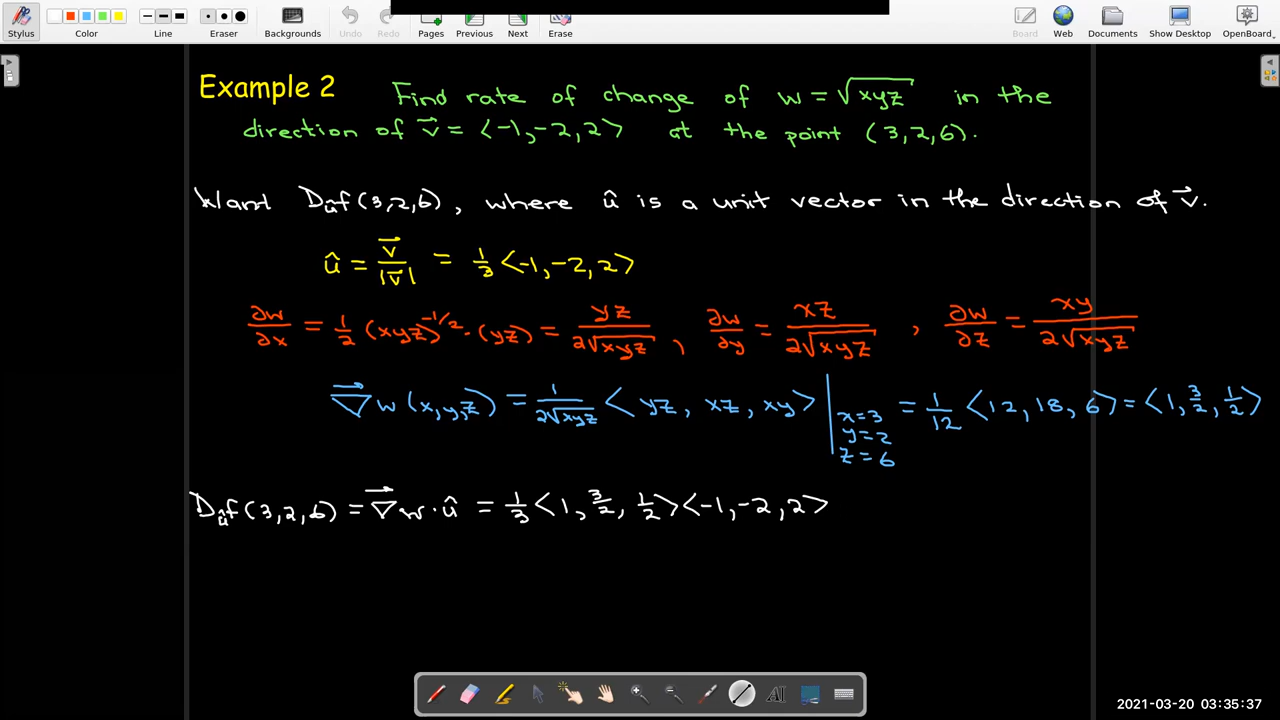 Stylus Color Line Eraser Backgrounds Undo Redo Pages Previous Next Erase Board Web Documents Show Desktop OpenBoard
Example 2 Find rate of change of w = √xyz in the
direction of v⃗ = <-1,-2,2> at the point (3,2,6).
Want Dûf(3,2,6), where û is a unit vector in the direction of v⃗.
û = v⃗/|v⃗| = 1/3 <-1,-2,2>
∂w/∂x = 1/2 (xyz)^-1/2 · (yz) = yz/2√xyz , ∂w/∂y = xz/2√xyz , ∂w/∂z = xy/2√xyz
∇⃗w(x,y,z) = 1/2√xyz <yz, xz, xy> | x=3 y=2 z=6 = 1/12 <12, 18, 6> = <1, 3/2, 1/2>
Dûf(3,2,6) = ∇⃗w·û = 1/3 <1, 3/2, 1/2><-1,-2,2>
AI
2021-03-20 03:35:37